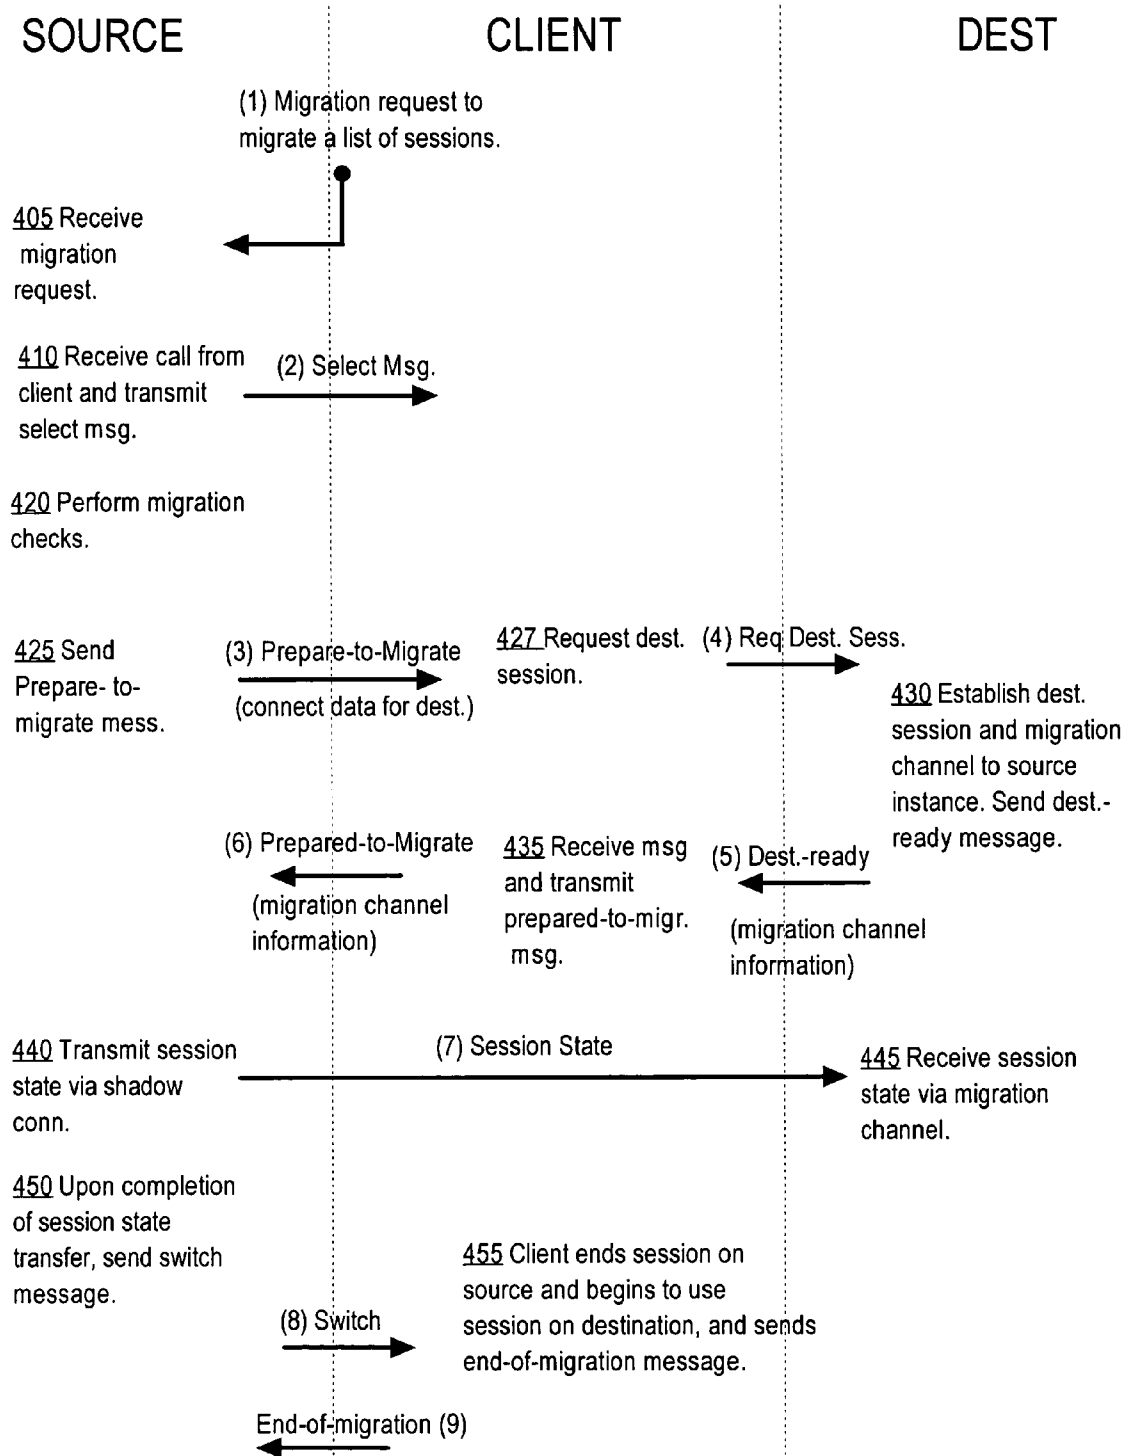 SOURCE
CLIENT
DEST
(1) Migration request to
migrate a list of sessions.
405 Receive
migration
request.
410 Receive call from
client and transmit
select msg.
(2) Select Msg.
420 Perform migration
checks.
425 Send
Prepare- to-
migrate mess.
(3) Prepare-to-Migrate
(connect data for dest.)
427 Request dest.
session.
(4) Req Dest. Sess.
430 Establish dest.
session and migration
channel to source
instance. Send dest.-
ready message.
(6) Prepared-to-Migrate
(migration channel
information)
435 Receive msg
and transmit
prepared-to-migr.
msg.
(5) Dest.-ready
(migration channel
information)
440 Transmit session
state via shadow
conn.
(7) Session State
445 Receive session
state via migration
channel.
450 Upon completion
of session state
transfer, send switch
message.
(8) Switch
455 Client ends session on
source and begins to use
session on destination, and sends
end-of-migration message.
End-of-migration (9)